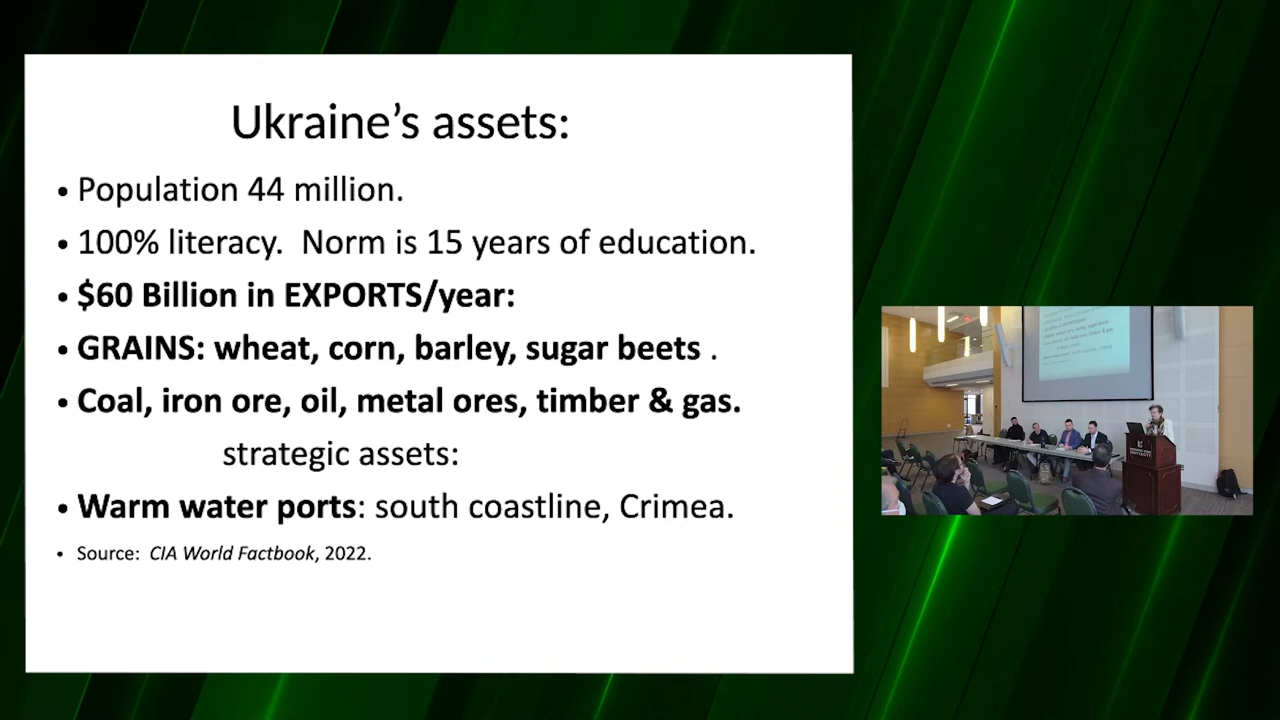 Ukraine’s assets:
• Population 44 million.
• 100% literacy.  Norm is 15 years of education.
• $60 Billion in EXPORTS/year:
• GRAINS: wheat, corn, barley, sugar beets .
• Coal, iron ore, oil, metal ores, timber & gas.
strategic assets:
• Warm water ports: south coastline, Crimea.
• Source:  CIA World Factbook, 2022.
UNIVERSITY